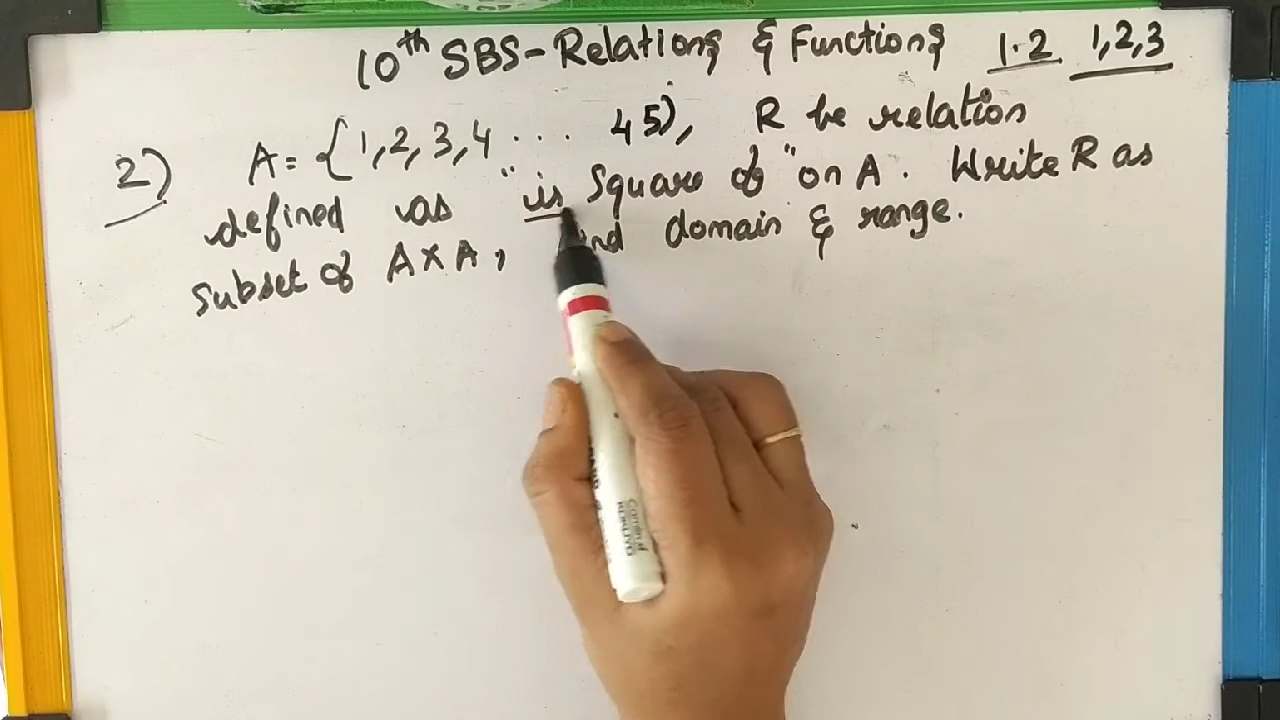 10th SBS - Relations & Functions 1.2 1,2,3
2) A = {1,2,3,4 ... 45}, R be relation
defined as "is Square of" on A. Write R as
subset of A×A, find domain & range.